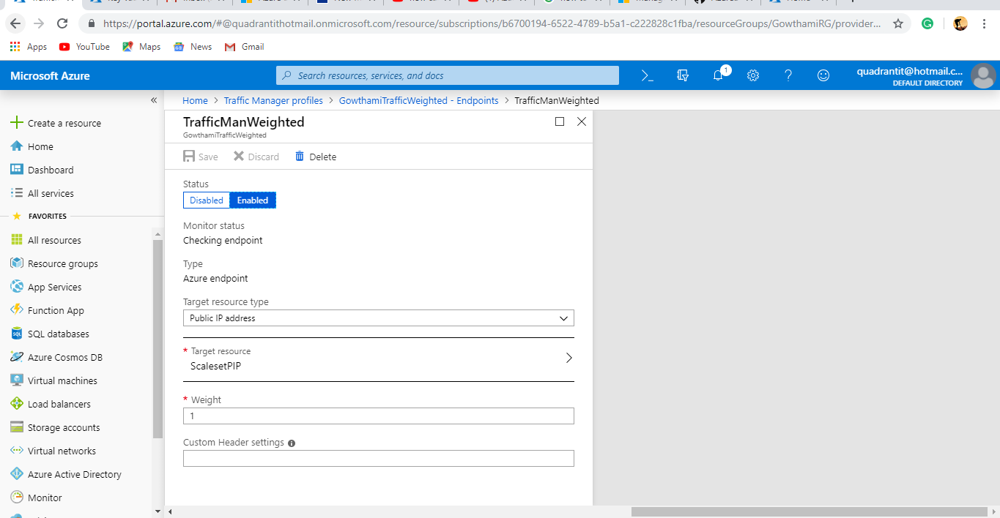 https://portal.azure.com/#@quadrantithotmail.onmicrosoft.com/resource/subscriptions/b6700194-6522-4789-b5a1-c222828c1fba/resourceGroups/GowthamiRG/provider...
Apps YouTube Maps News Gmail
Microsoft Azure
Search resources, services, and docs
1
quadrantit@hotmail.c...
DEFAULT DIRECTORY
Home > Traffic Manager profiles > GowthamiTrafficWeighted - Endpoints > TrafficManWeighted
Create a resource
Home
Dashboard
All services
FAVORITES
All resources
Resource groups
App Services
Function App
SQL databases
Azure Cosmos DB
Virtual machines
Load balancers
Storage accounts
Virtual networks
Azure Active Directory
Monitor
TrafficManWeighted
GowthamiTrafficWeighted
Save Discard Delete
Status
Disabled Enabled
Monitor status
Checking endpoint
Type
Azure endpoint
Target resource type
Public IP address
* Target resource
ScalesetPIP
* Weight
1
Custom Header settings